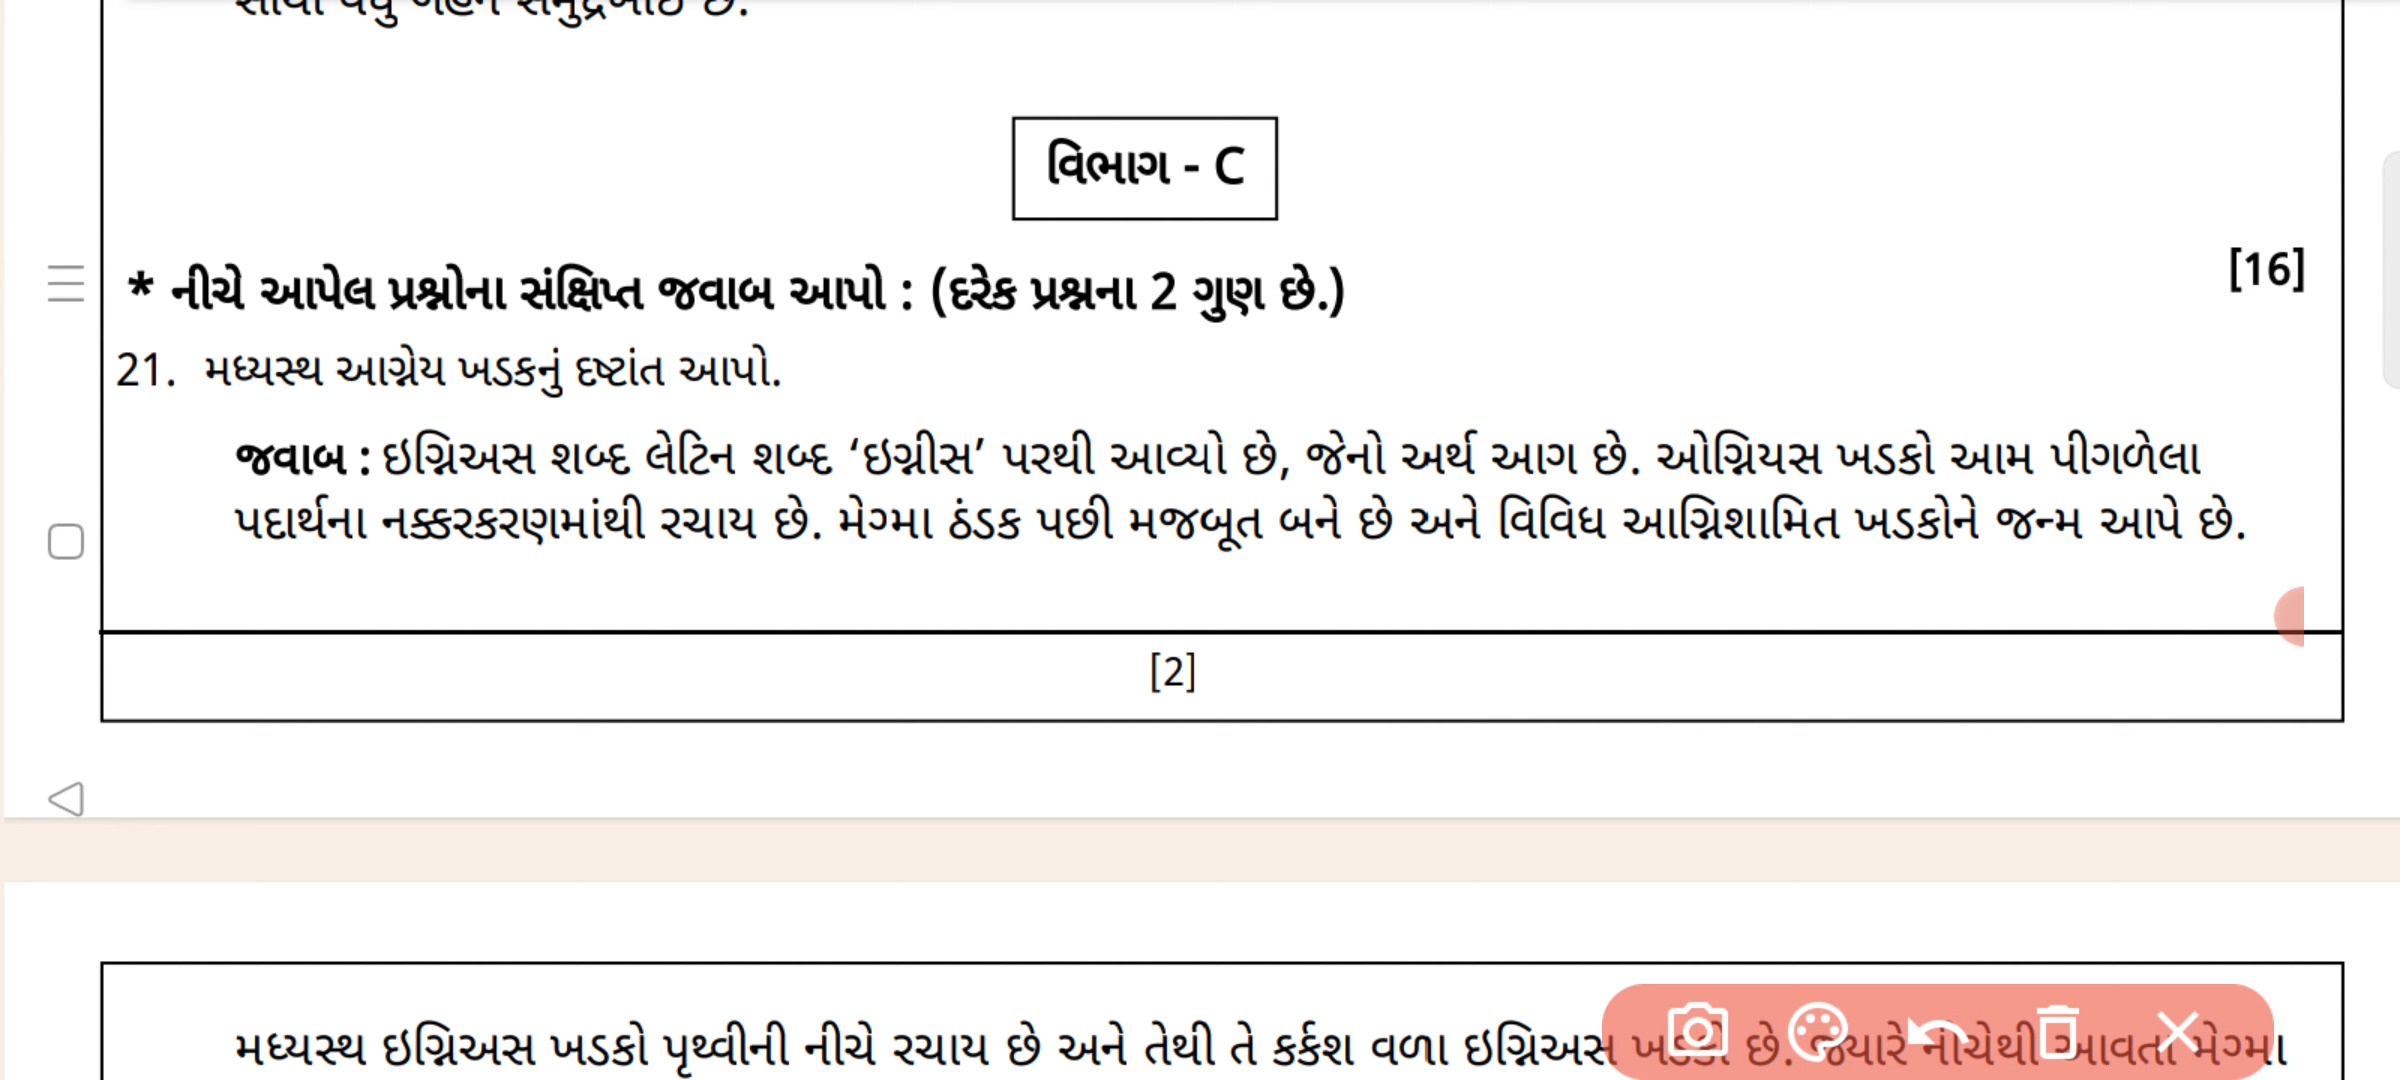 વિભાગ - C
* નીચે આપેલ પ્રશ્નોના સંક્ષિપ્ત જવાબ આપો : (દરેક પ્રશ્નના 2 ગુણ છે.) [16]
21. મધ્યસ્થ આગ્નેય ખડકનું દષ્ટાંત આપો.
જવાબ : ઇગ્નિઅસ શબ્દ લેટિન શબ્દ ‘ઇગ્નીસ’ પરથી આવ્યો છે, જેનો અર્થ આગ છે. ઓગ્નિયસ ખડકો આમ પીગળેલા
પદાર્થના નક્કરકરણમાંથી રચાય છે. મેગ્મા ઠંડક પછી મજબૂત બને છે અને વિવિધ આગ્નિશામિત ખડકોને જન્મ આપે છે.
[2]
મધ્યસ્થ ઇગ્નિઅસ ખડકો પૃથ્વીની નીચે રચાય છે અને તેથી તે કર્કશ વળા ઇગ્નિઅસ ખડકો છે. જ્યારે નીચેથી આવતા મેગ્મા